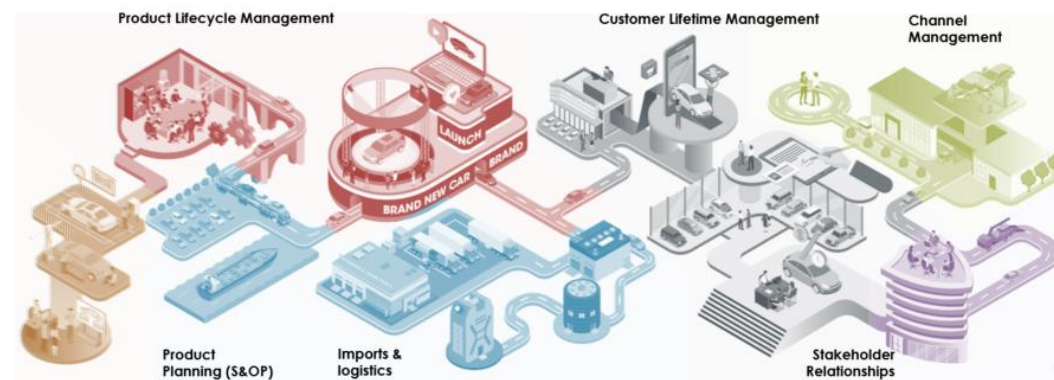 Product Lifecycle Management
Customer Lifetime Management
Channel
Management
LAUNCH
BRAND
BRAND NEW CAR
Product
Planning (S&OP)
Imports &
logistics
Stakeholder
Relationships